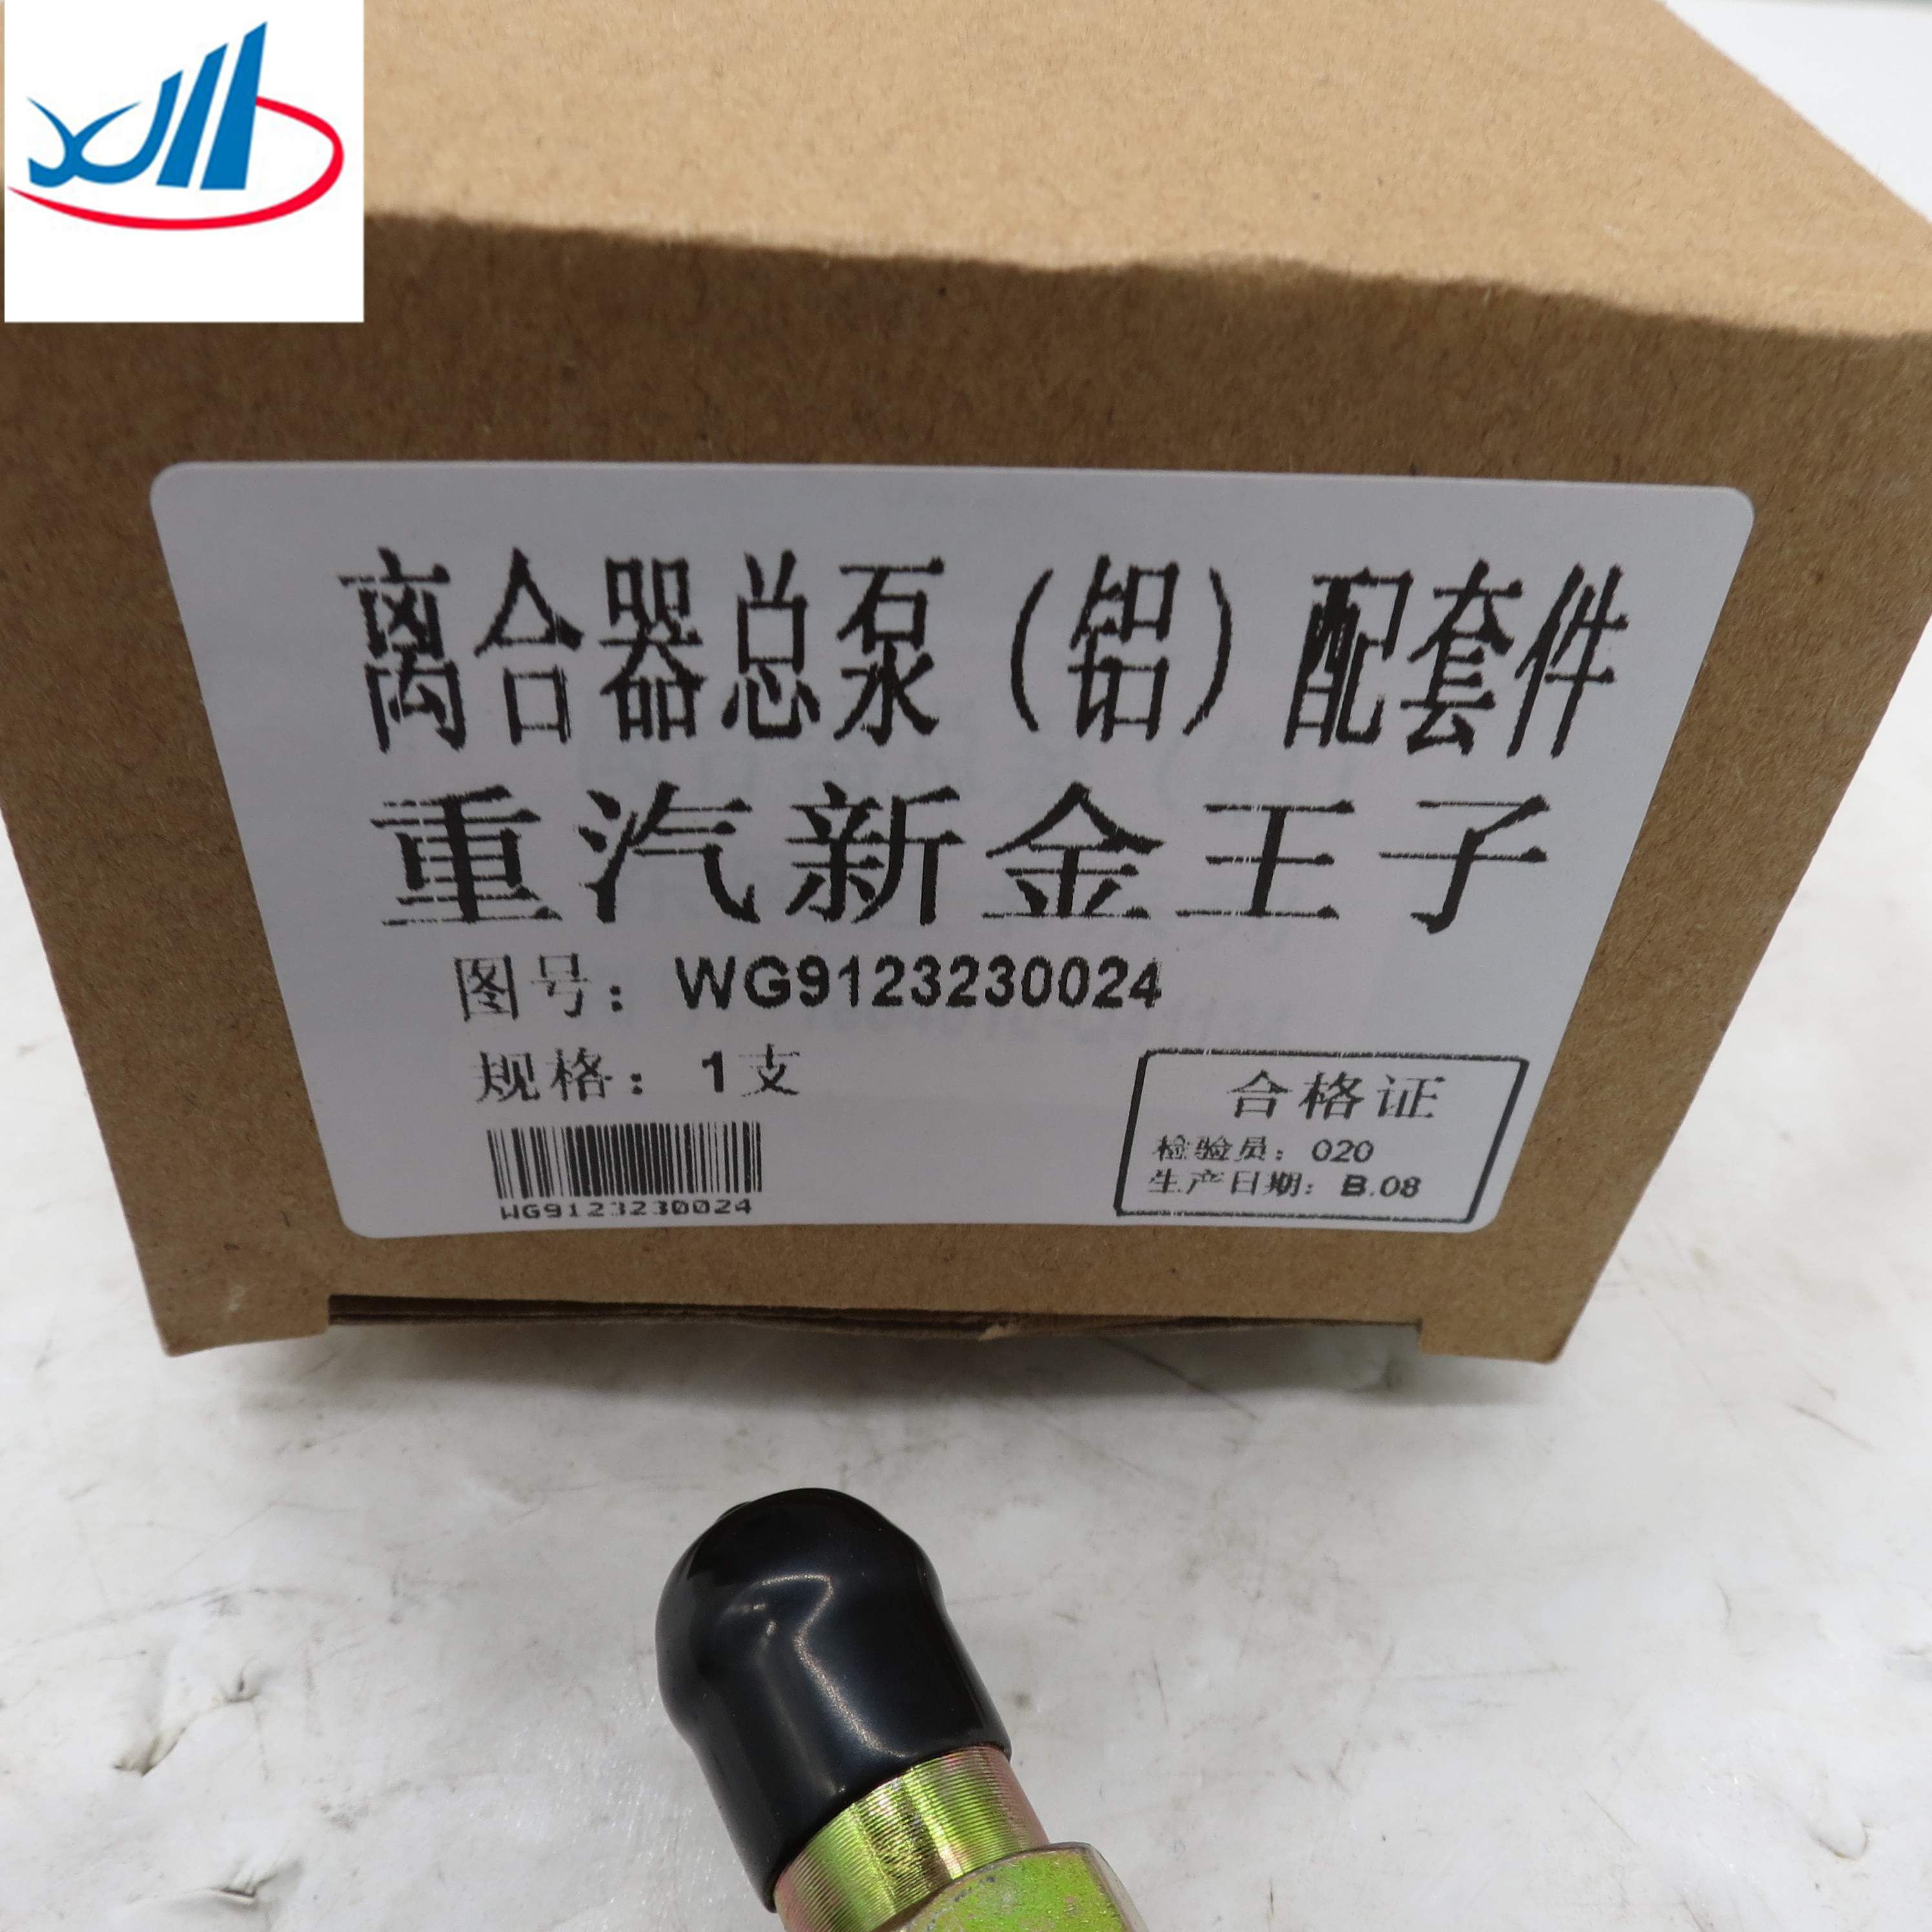 离合器总泵（铝）配套件
重汽新金王子
图号：WG9123230024
规格：1支
WG9123230024
合格证
检验员：020
生产日期：B.08